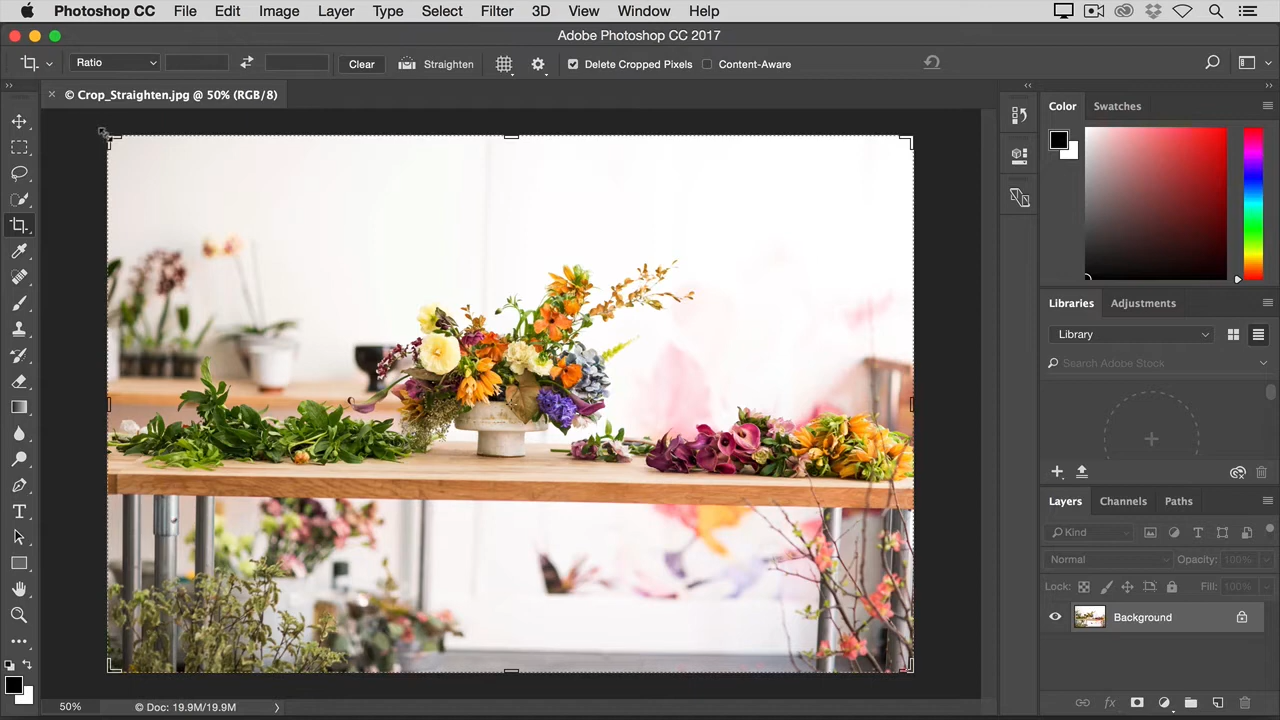 Photoshop CC File Edit Image Layer Type Select Filter 3D View Window Help
Adobe Photoshop CC 2017
Ratio Clear Straighten Delete Cropped Pixels Content-Aware
× © Crop_Straighten.jpg @ 50% (RGB/8)
Color Swatches
Libraries Adjustments
Library
Search Adobe Stock
Layers Channels Paths
Kind
Normal Opacity: 100%
Lock: Fill: 100%
Background
50% © Doc: 19.9M/19.9M